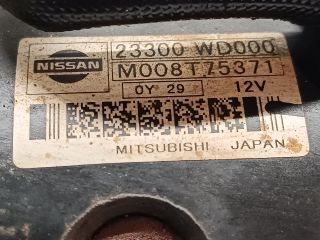 NISSAN
23300 WD000
M008T75371
0Y 29 12V
MITSUBISHI JAPAN